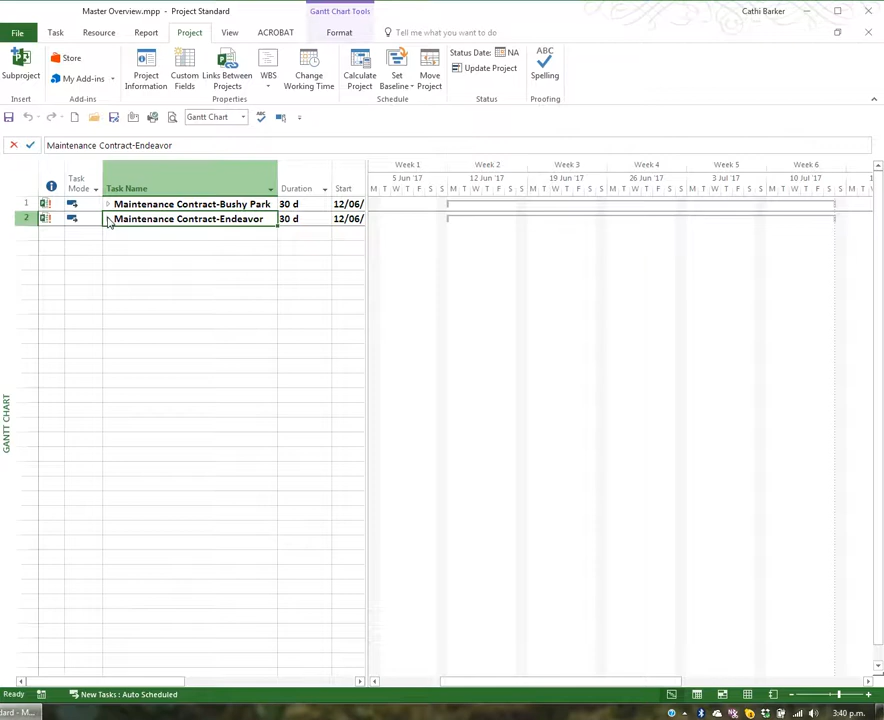 Master Overview.mpp - Project Standard
Gantt Chart Tools
Cathi Barker
File Task Resource Report Project View ACROBAT Format Tell me what you want to do
Subproject
Store
My Add-ins
Project Information
Custom Fields
Links Between Projects
WBS
Change Working Time
Calculate Project
Set Baseline
Move Project
Status Date: NA
Update Project
ABC
Spelling
Insert Add-ins Properties Schedule Status Proofing
Gantt Chart
Maintenance Contract-Endeavor
Task Mode
Task Name
Duration
Start
Week 1 Week 2 Week 3 Week 4 Week 5 Week 6
5 Jun '17 12 Jun '17 19 Jun '17 26 Jun '17 3 Jul '17 10 Jul '17 1
M T W T F S S M T W T F S S M T W T F S S M T W T F S S M T W T F S S M T W T F S S M T
1 Maintenance Contract-Bushy Park 30 d 12/06/
2 Maintenance Contract-Endeavor 30 d 12/06/
GANTT CHART
Ready New Tasks : Auto Scheduled
dard - M...
3:40 p.m.